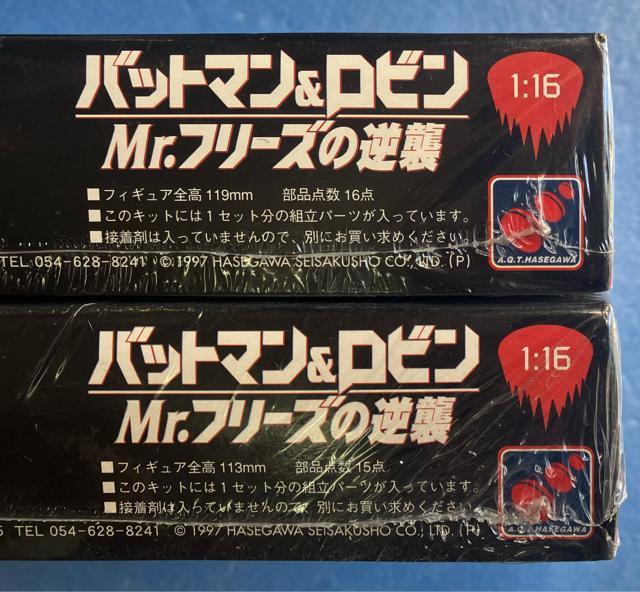 バットマン&ロビン
Mr.フリーズの逆襲
1:16
■フィギュア全高 119mm 部品点数 16点
■このキットには1セット分の組立パーツが入っています。
■接着剤は入っていませんので、別にお買い求めください
TEL 054-628-8241 © 1997 HASEGAWA SEISAKUSHO CO., LTD. (P)
A.Q.T.HASEGAWA
バットマン&ロビン
Mr.フリーズの逆襲
1:16
■フィギュア全高 113mm 部品点数 15点
■このキットには1セット分の組立パーツが入っています。
■接着剤は入っていませんので、別にお買い求めください。
TEL 054-628-8241 © 1997 HASEGAWA SEISAKUSHO CO., LTD. (P)
A.Q.T.HASEGAWA